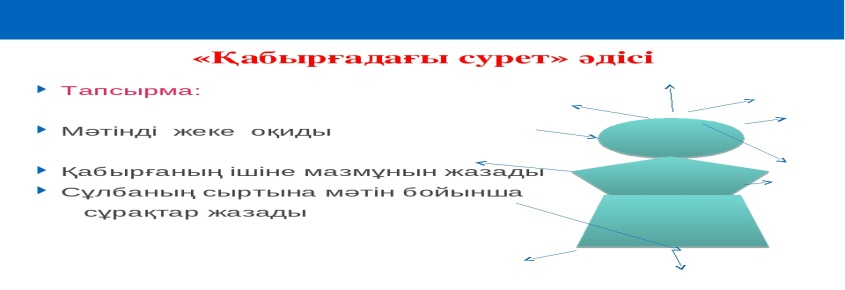 «Қабырғадағы сурет» әдісі
Тапсырма:
Мәтінді жеке оқиды
Қабырғаның ішіне мазмұнын жазады
Сұлбаның сыртына мәтін бойынша
сұрақтар жазады